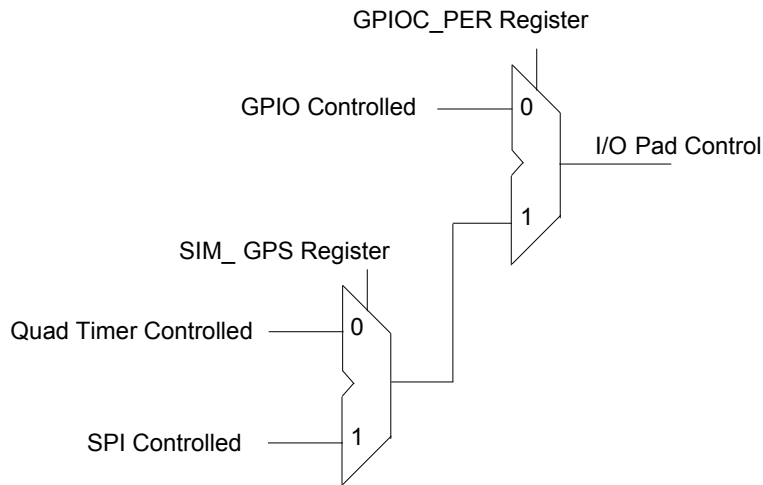 GPIOC_PER Register
GPIO Controlled
0
I/O Pad Control
1
SIM_ GPS Register
Quad Timer Controlled
0
SPI Controlled
1